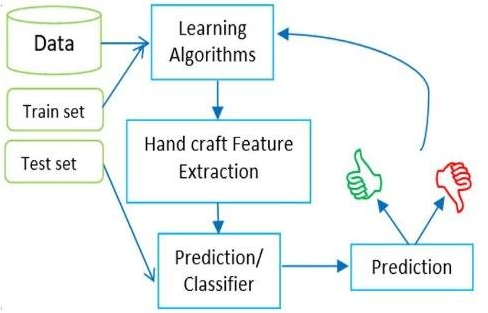 Data
Learning
Algorithms
Train set
Hand craft Feature
Extraction
Test set
Prediction/
Classifier
Prediction